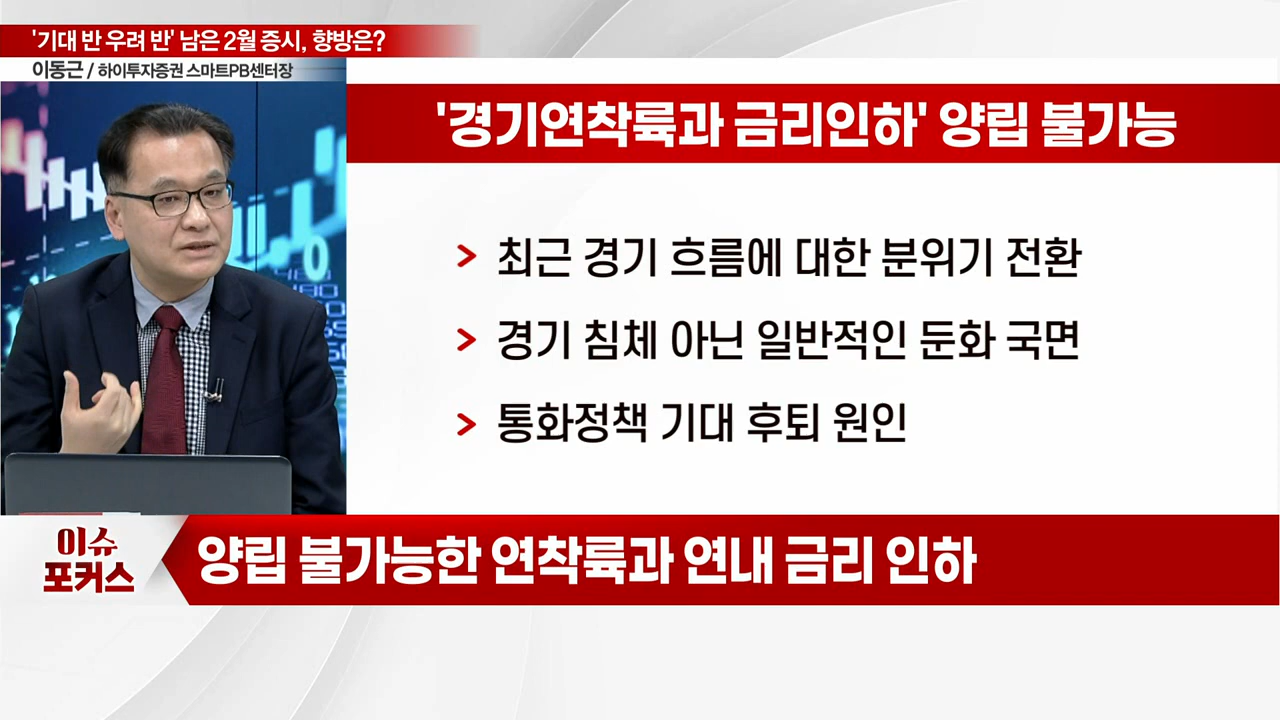 '기대 반 우려 반' 남은 2월 증시, 향방은?
이동근 / 하이투자증권 스마트PB센터장
'경기연착륙과 금리인하' 양립 불가능
> 최근 경기 흐름에 대한 분위기 전환
> 경기 침체 아닌 일반적인 둔화 국면
> 통화정책 기대 후퇴 원인
이슈
포커스
양립 불가능한 연착륙과 연내 금리 인하